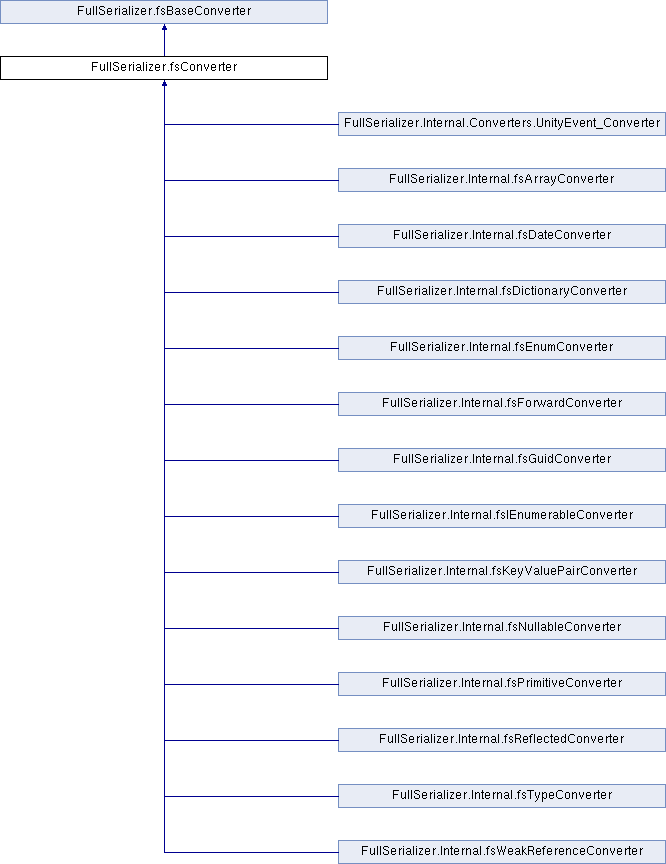 FullSerializer.fsBaseConverter
FullSerializer.fsConverter
FullSerializer.Internal.Converters.UnityEvent_Converter
FullSerializer.Internal.fsArrayConverter
FullSerializer.Internal.fsDateConverter
FullSerializer.Internal.fsDictionaryConverter
FullSerializer.Internal.fsEnumConverter
FullSerializer.Internal.fsForwardConverter
FullSerializer.Internal.fsGuidConverter
FullSerializer.Internal.fsIEnumerableConverter
FullSerializer.Internal.fsKeyValuePairConverter
FullSerializer.Internal.fsNullableConverter
FullSerializer.Internal.fsPrimitiveConverter
FullSerializer.Internal.fsReflectedConverter
FullSerializer.Internal.fsTypeConverter
FullSerializer.Internal.fsWeakReferenceConverter